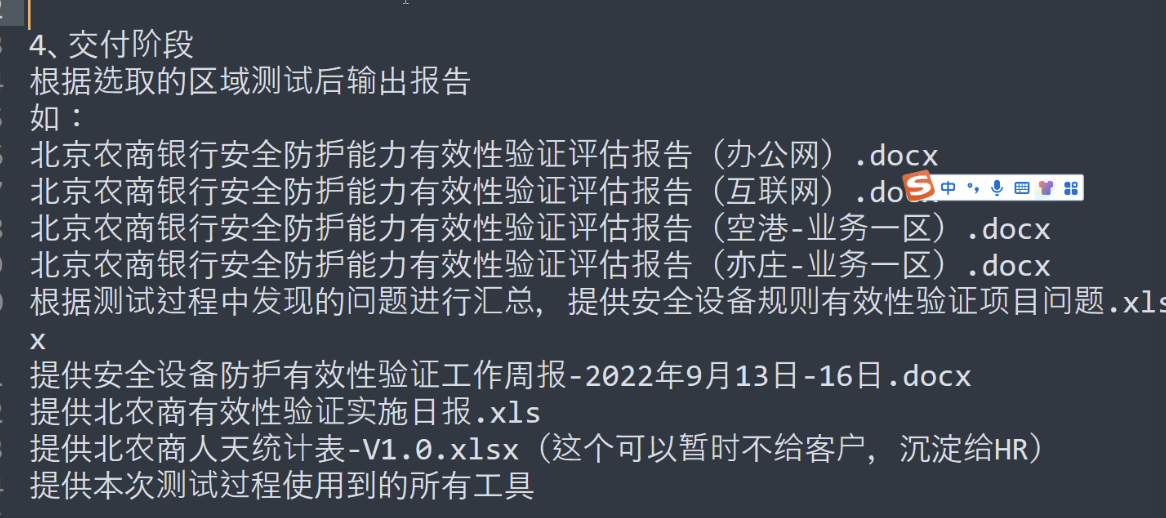 4、交付阶段
根据选取的区域测试后输出报告
如：
北京农商银行安全防护能力有效性验证评估报告（办公网）.docx
北京农商银行安全防护能力有效性验证评估报告（互联网）.do
中
北京农商银行安全防护能力有效性验证评估报告（空港-业务一区）.docx
北京农商银行安全防护能力有效性验证评估报告（亦庄-业务一区）.docx
根据测试过程中发现的问题进行汇总，提供安全设备规则有效性验证项目问题.xls
x
提供安全设备防护有效性验证工作周报-2022年9月13日-16日.docx
提供北农商有效性验证实施日报.xls
提供北农商人天统计表-V1.0.xlsx（这个可以暂时不给客户，沉淀给HR）
提供本次测试过程使用到的所有工具